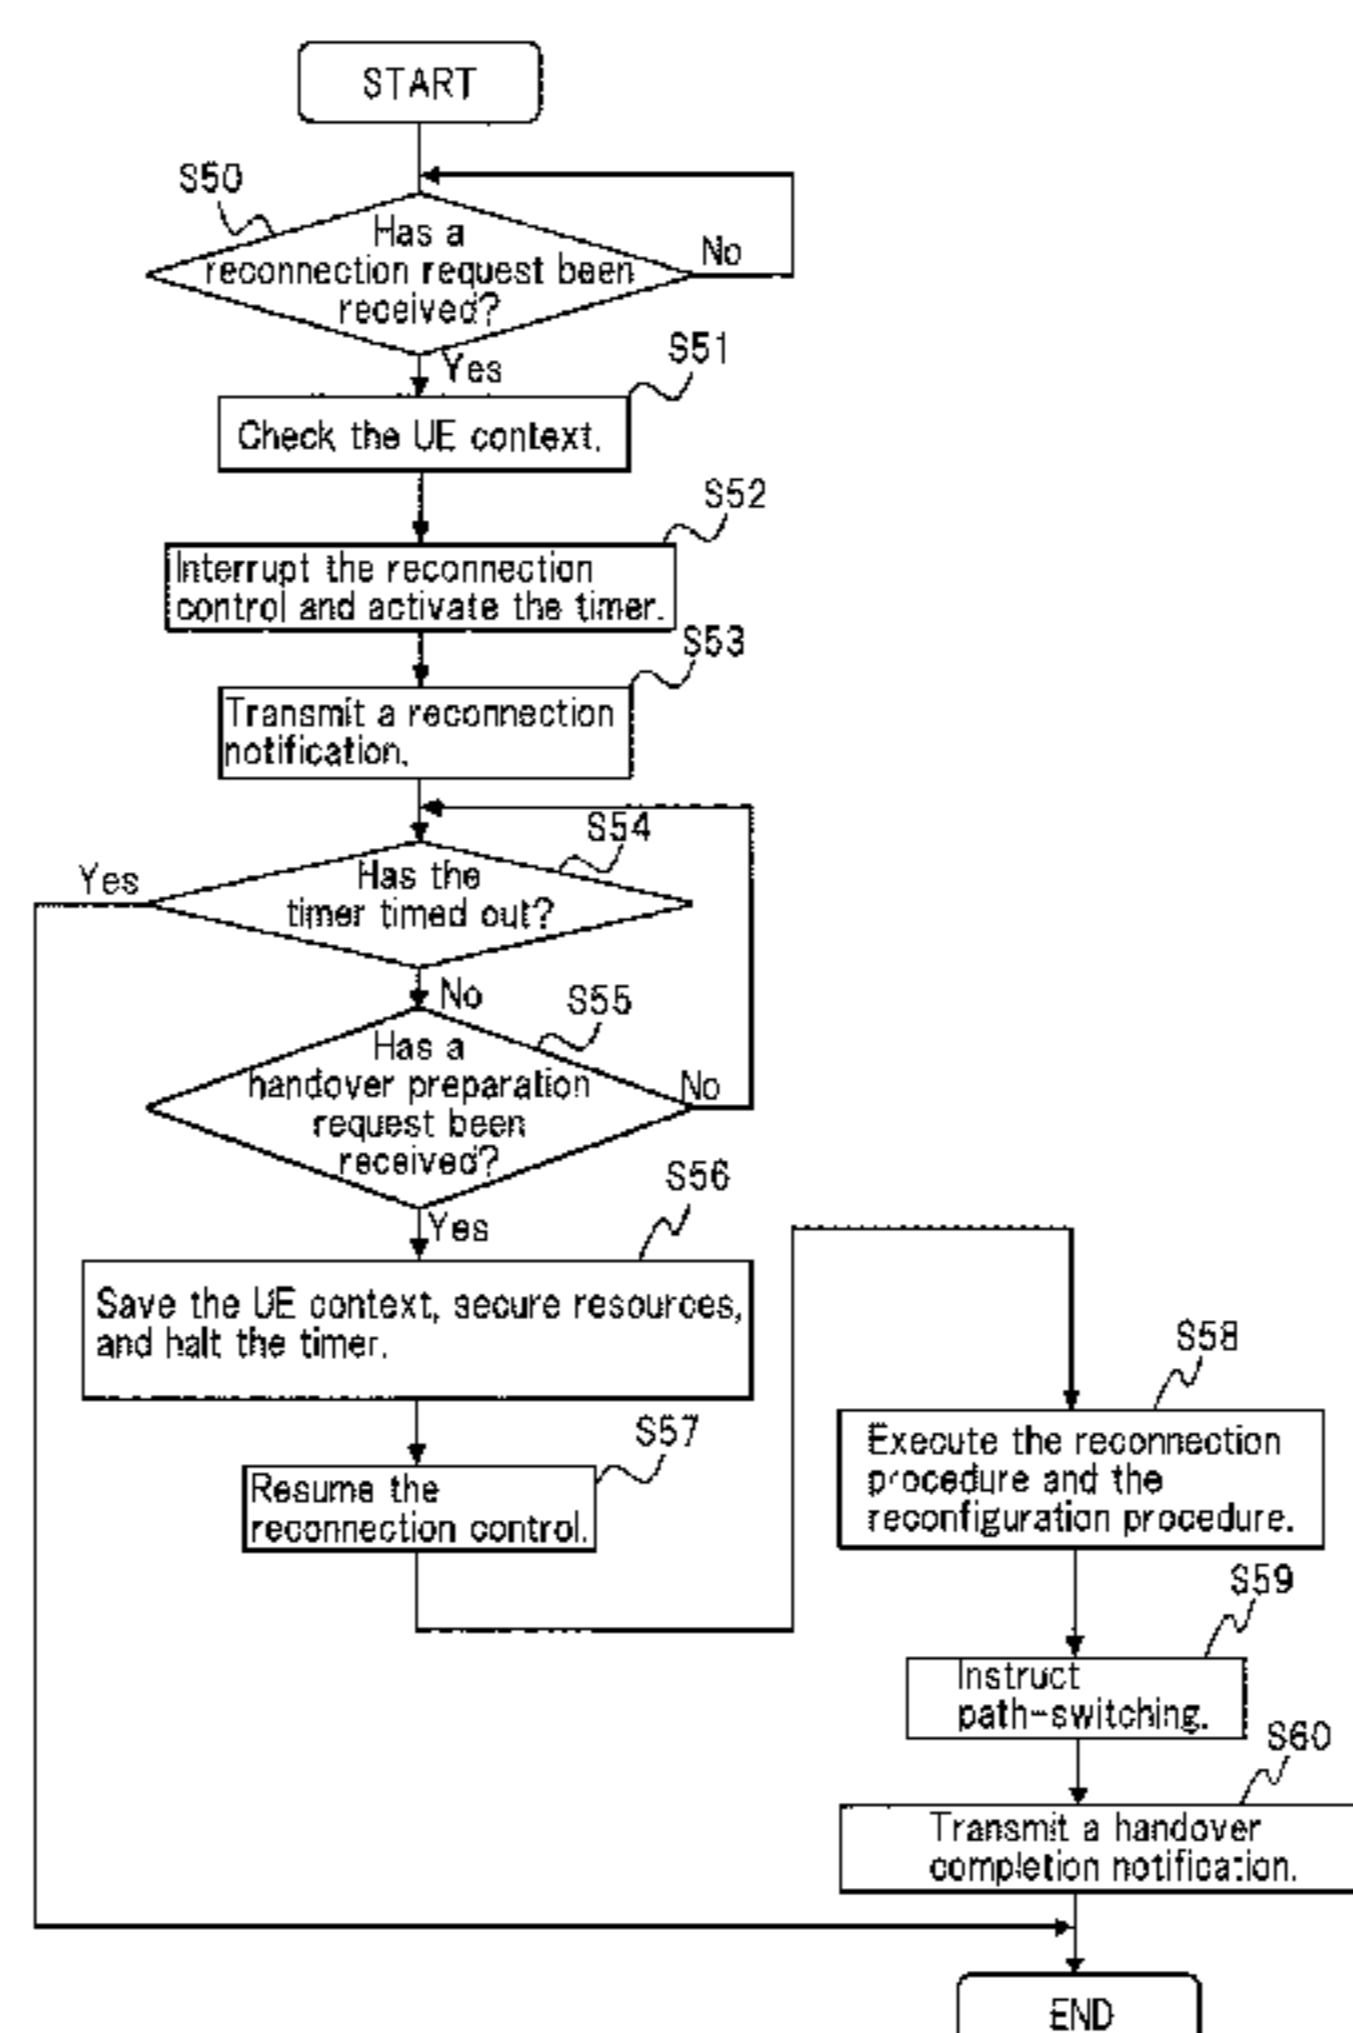 START
S50
Has a
reconnection request been
received?
No
Yes
S51
Check the UE context.
S52
Interrupt the reconnection
control and activate the timer.
S53
Transmit a reconnection
notification.
S54
Yes
Has the
timer timed out?
No
S55
Has a
handover preparation
request been
received?
No
Yes
S56
Save the UE context, secure resources,
and halt the timer.
S57
Resume the
reconnection control.
S58
Execute the reconnection
procedure and the
reconfiguration procedure.
S59
Instruct
path-switching.
S60
Transmit a handover
completion notification.
END